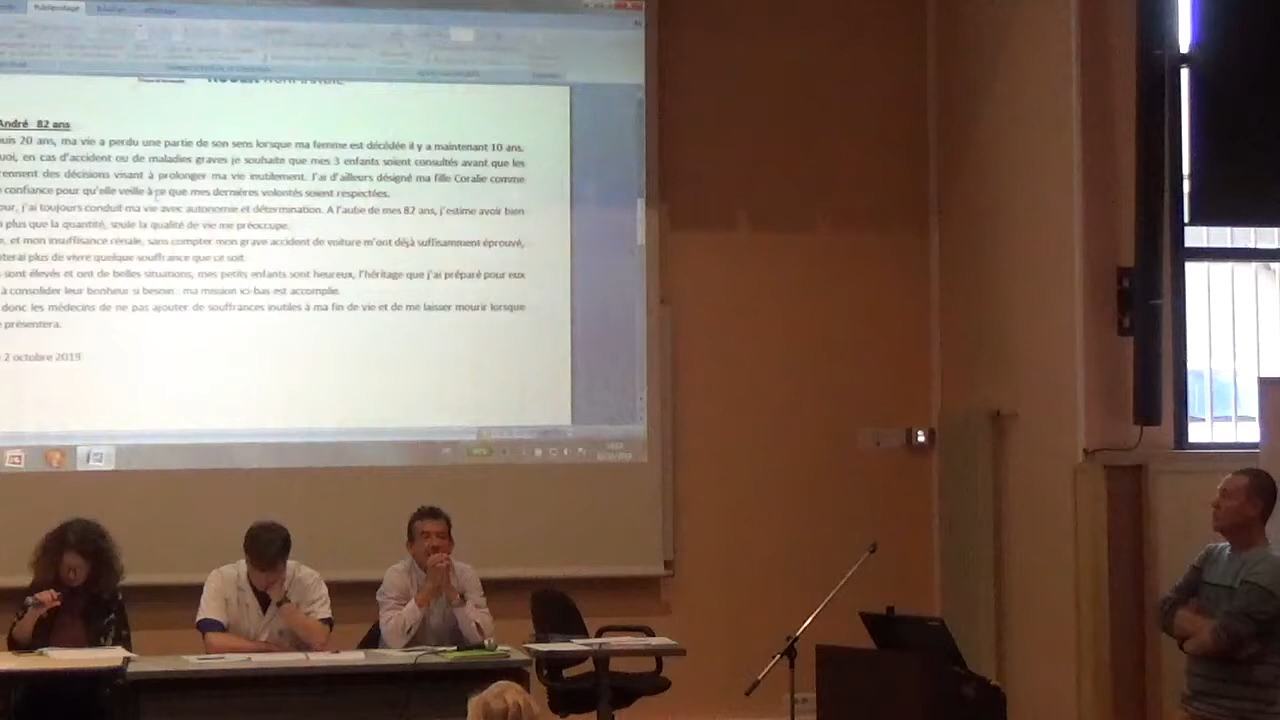 Publipostage
André 82 ans
uis 20 ans, ma vie a perdu une partie de son sens lorsque ma femme est décédée il y a maintenant 10 ans.
uoi, en cas d'accident ou de maladies graves je souhaite que mes 3 enfants soient consultés avant que les
rennent des décisions visant à prolonger ma vie inutilement. J'ai d'ailleurs désigné ma fille Coralie comme
confiance pour qu'elle veille à ce que mes dernières volontés soient respectées.
our, j'ai toujours conduit ma vie avec autonomie et détermination. A l'aube de mes 82 ans, j'estime avoir bien
plus que la quantité, seule la qualité de vie me préoccupe.
, et mon insuffisance rénale, sans compter mon grave accident de voiture m'ont déjà suffisamment éprouvé,
terai plus de vivre quelque souffrance que ce soit.
sont élevés et ont de belles situations, mes petits enfants sont heureux, l'héritage que j'ai préparé pour eux
à consolider leur bonheur si besoin : ma mission ici-bas est accomplie.
donc les médecins de ne pas ajouter de souffrances inutiles à ma fin de vie et de me laisser mourir lorsque
présentera.
2 octobre 2019